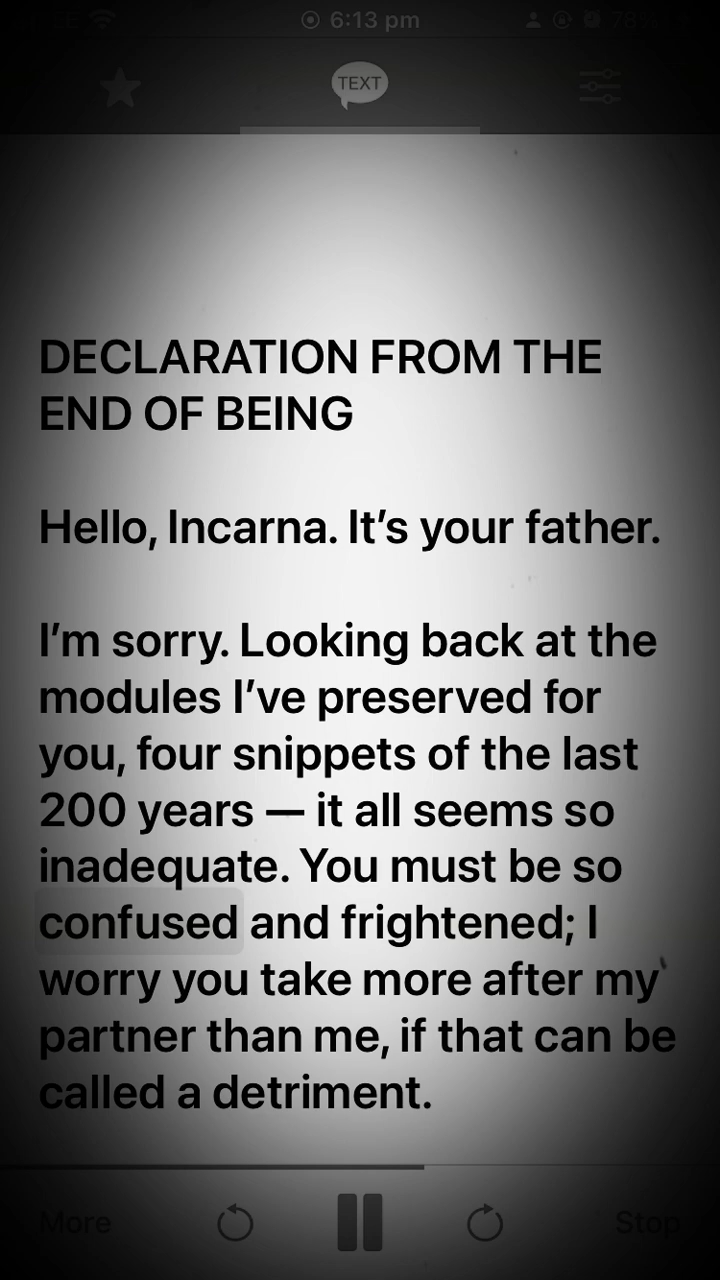 6:13 pm
78%
TEXT
DECLARATION FROM THE
END OF BEING
Hello, Incarna. It’s your father.
I’m sorry. Looking back at the
modules I’ve preserved for
you, four snippets of the last
200 years — it all seems so
inadequate. You must be so
confused and frightened; I
worry you take more after my
partner than me, if that can be
called a detriment.
More
Stop